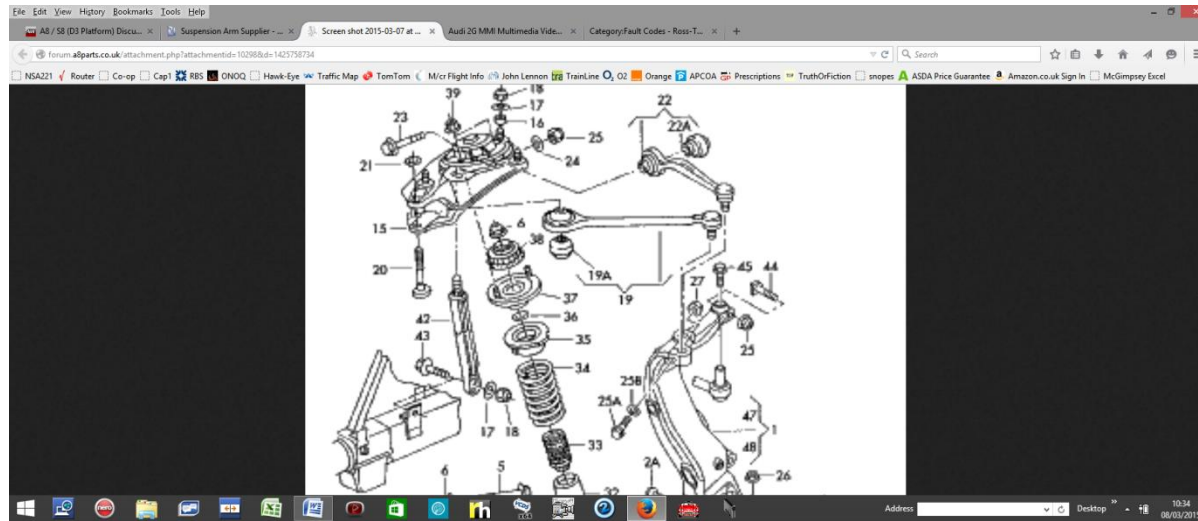 File Edit View History Bookmarks Tools Help
A8 / S8 (D3 Platform) Discu... × Suspension Arm Supplier - ... × Screen shot 2015-03-07 at ... × Audi 2G MMI Multimedia Vide... × Category:Fault Codes - Ross-T... × +
forum.a8parts.co.uk/attachment.php?attachmentid=10298&d=1425758734 Search
NSA221 Router Co-op Cap1 RBS ONOQ Hawk-Eye Traffic Map TomTom M/cr Flight Info John Lennon TrainLine O2 Orange APCOA Prescriptions TruthOrFiction snopes ASDA Price Guarantee Amazon.co.uk Sign In McGimpsey Excel
39 18 22
23 17
16 22A
25
21 24
15 6
38
20 19A 45 44
37 19 27
42 36
43 35 25
34
25B
25A
47 1
17 18 33 48
2A
6 5 26
Address Desktop 10:34
08/03/2015